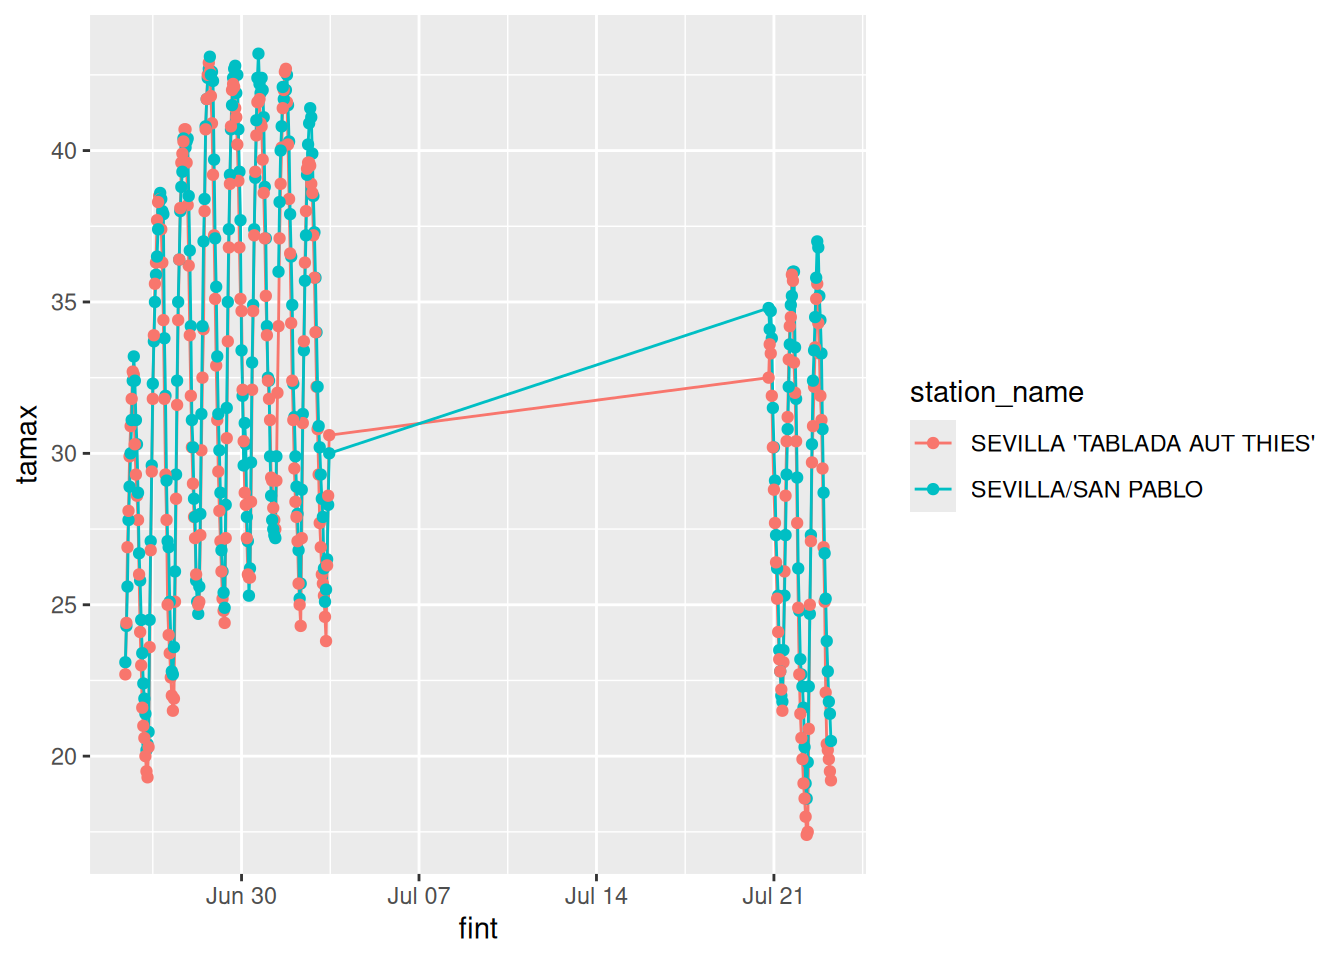 40
35
30
25
20
tamax
Jun 30
Jul 07
Jul 14
Jul 21
fint
station_name
SEVILLA 'TABLADA AUT THIES'
SEVILLA/SAN PABLO